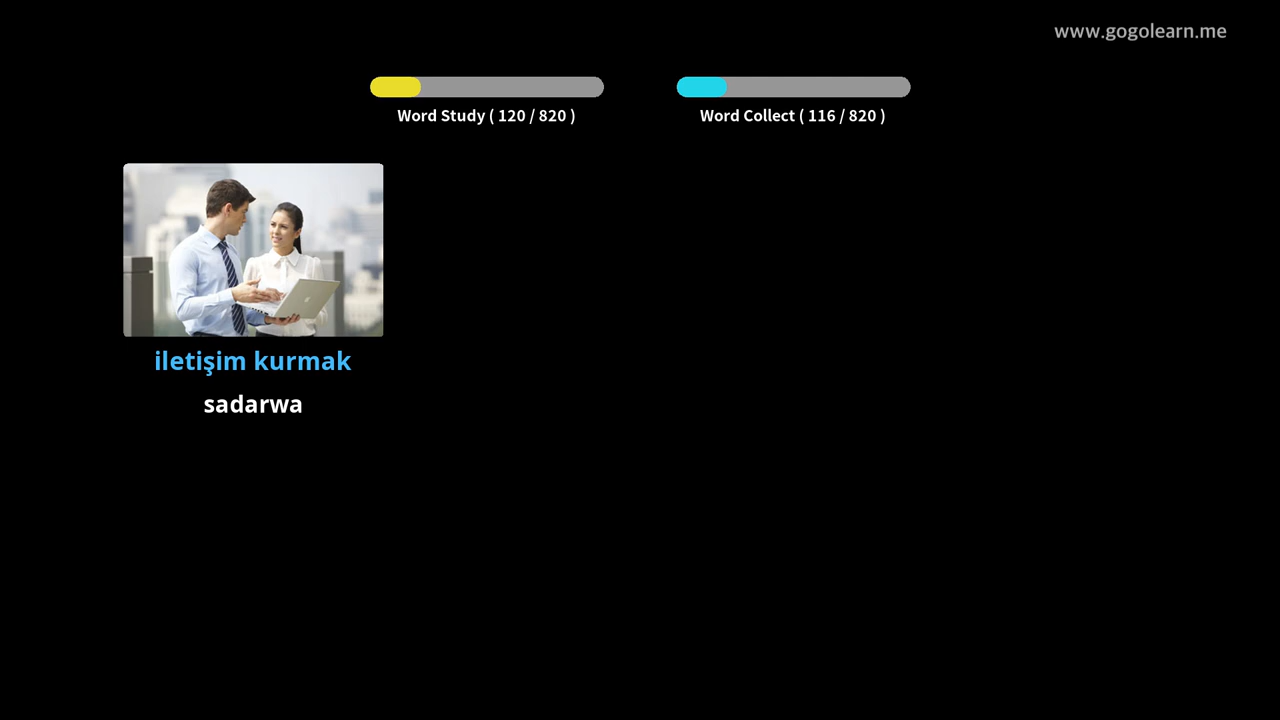 www.gogolearn.me
Word Study ( 120 / 820 )
Word Collect ( 116 / 820 )
iletişim kurmak
sadarwa